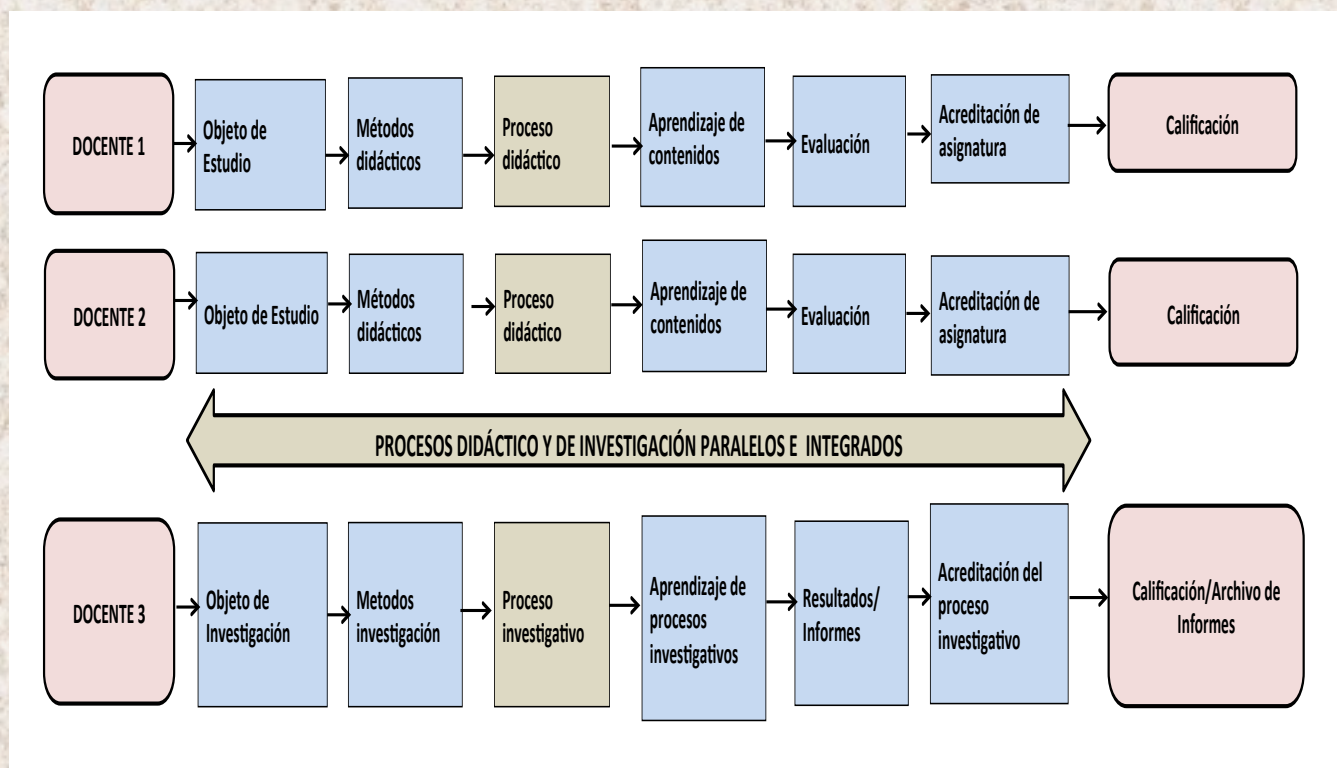 DOCENTE 1
Objeto de
Estudio
Métodos
didácticos
Proceso
didáctico
Aprendizaje de
contenidos
Evaluación
Acreditación de
asignatura
Calificación
DOCENTE 2
Objeto de Estudio
Métodos
didácticos
Proceso
didáctico
Aprendizaje de
contenidos
Evaluación
Acreditación de
asignatura
Calificación
PROCESOS DIDÁCTICO Y DE INVESTIGACIÓN PARALELOS E INTEGRADOS
DOCENTE 3
Objeto de
Investigación
Metodos
investigación
Proceso
investigativo
Aprendizaje de
procesos
investigativos
Resultados/
Informes
Acreditación del
proceso
investigativo
Calificación/Archivo de
Informes